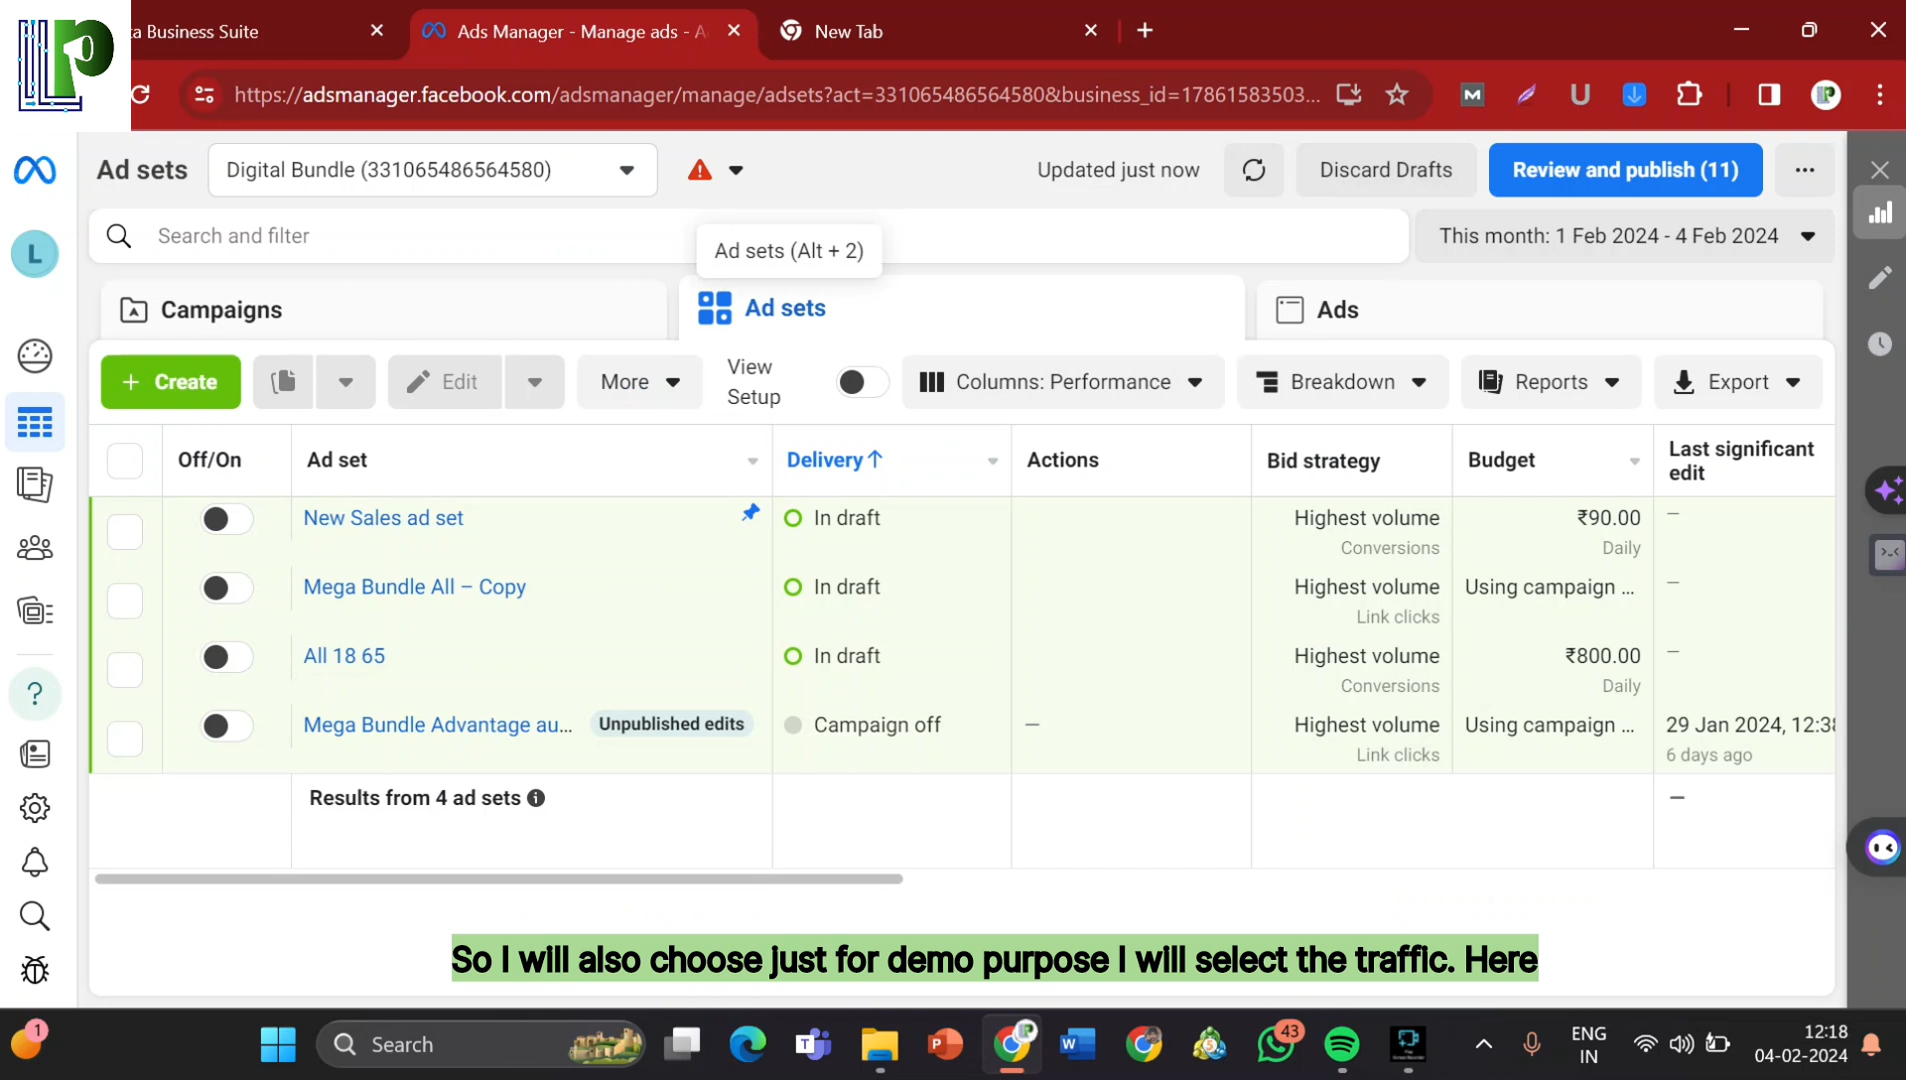 ta Business Suite
Ads Manager - Manage ads - A
New Tab
https://adsmanager.facebook.com/adsmanager/manage/adsets?act=331065486564580&business_id=17861583503...
M
U
Ad sets
Digital Bundle (331065486564580)
Updated just now
Discard Drafts
Review and publish (11)
L
Search and filter
Ad sets (Alt + 2)
This month: 1 Feb 2024 - 4 Feb 2024
Campaigns
Ad sets
Ads
+ Create
Edit
More
View Setup
Columns: Performance
Breakdown
Reports
Export
Off/On
Ad set
Delivery↑
Actions
Bid strategy
Budget
Last significant edit
New Sales ad set
In draft
Highest volume
₹90.00
—
Conversions
Daily
Mega Bundle All – Copy
In draft
Highest volume
Using campaign ...
—
Link clicks
All 18 65
In draft
Highest volume
₹800.00
—
Conversions
Daily
Mega Bundle Advantage au...
Unpublished edits
Campaign off
—
Highest volume
Using campaign ...
29 Jan 2024, 12:38
Link clicks
6 days ago
Results from 4 ad sets
—
So I will also choose just for demo purpose I will select the traffic. Here
1
Search
43
ENG
IN
12:18
04-02-2024